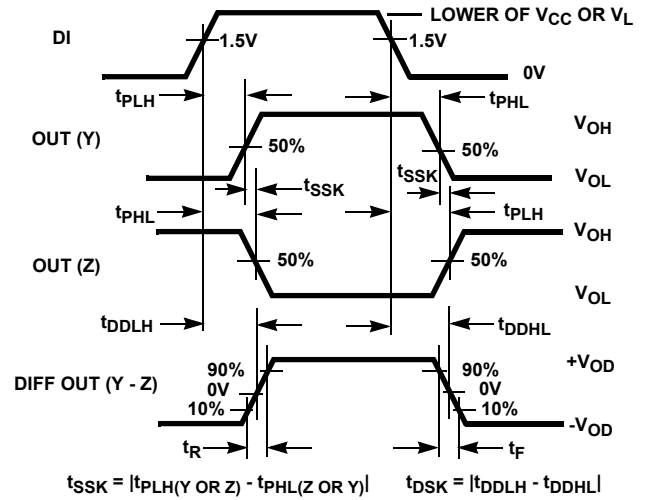 LOWER OF VCC OR VL
DI
1.5V
1.5V
0V
tPLH
tPHL
OUT (Y)
VOH
50%
50%
tSSK
tSSK
VOL
tPHL
tPLH
VOH
OUT (Z)
50%
50%
VOL
tDDLH
tDDHL
90%
90%
+VOD
DIFF OUT (Y - Z)
0V
0V
10%
10%
-VOD
tR
tF
tSSK = |tPLH(Y OR Z) - tPHL(Z OR Y)|
tDSK = |tDDLH - tDDHL|